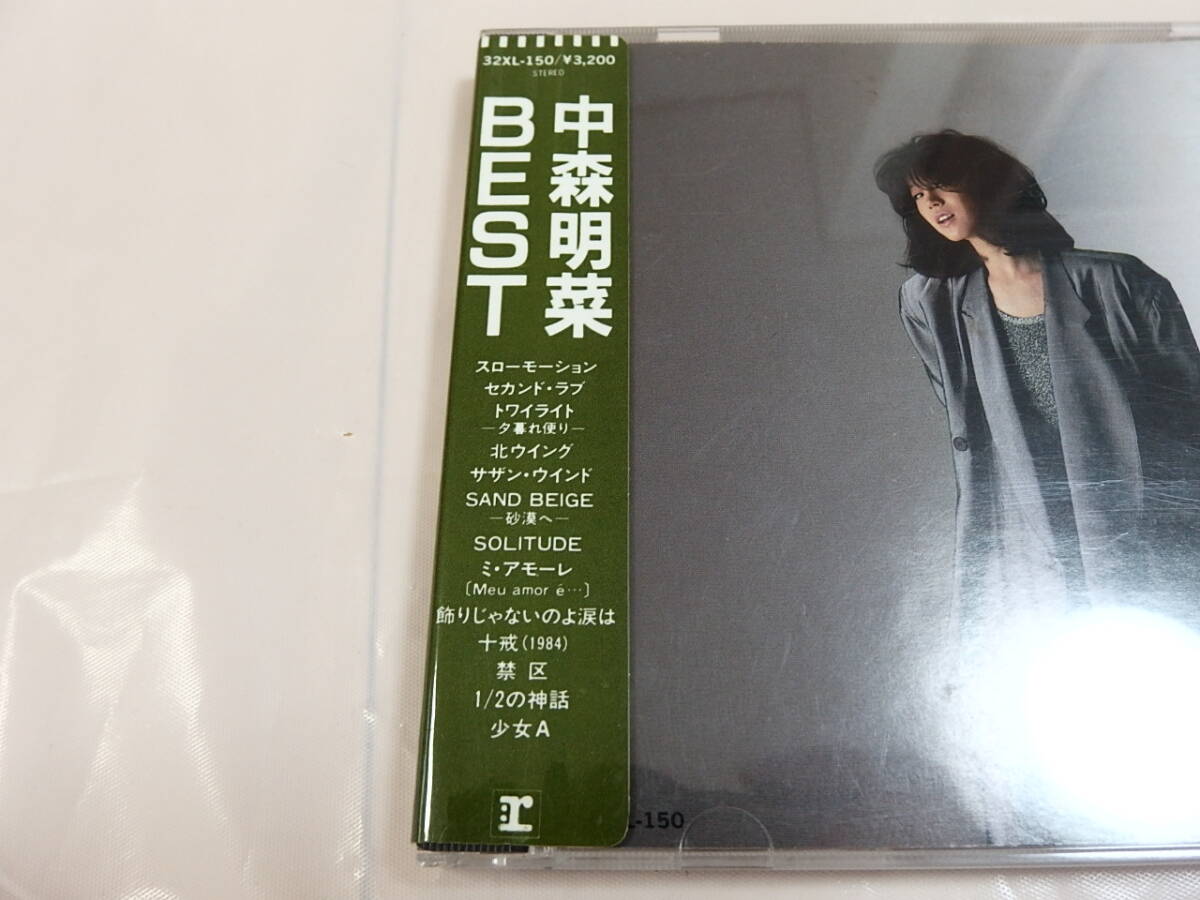 32XL-150/¥3,200
STEREO
中森明菜
BEST
スローモーション
セカンド・ラブ
トワイライト
—夕暮れ便り—
北ウイング
サザン・ウインド
SAND BEIGE
—砂漠へ—
SOLITUDE
ミ・アモーレ
〔Meu amor é…〕
飾りじゃないのよ涙は
十戒(1984)
禁区
1/2の神話
少女A
r
L-150